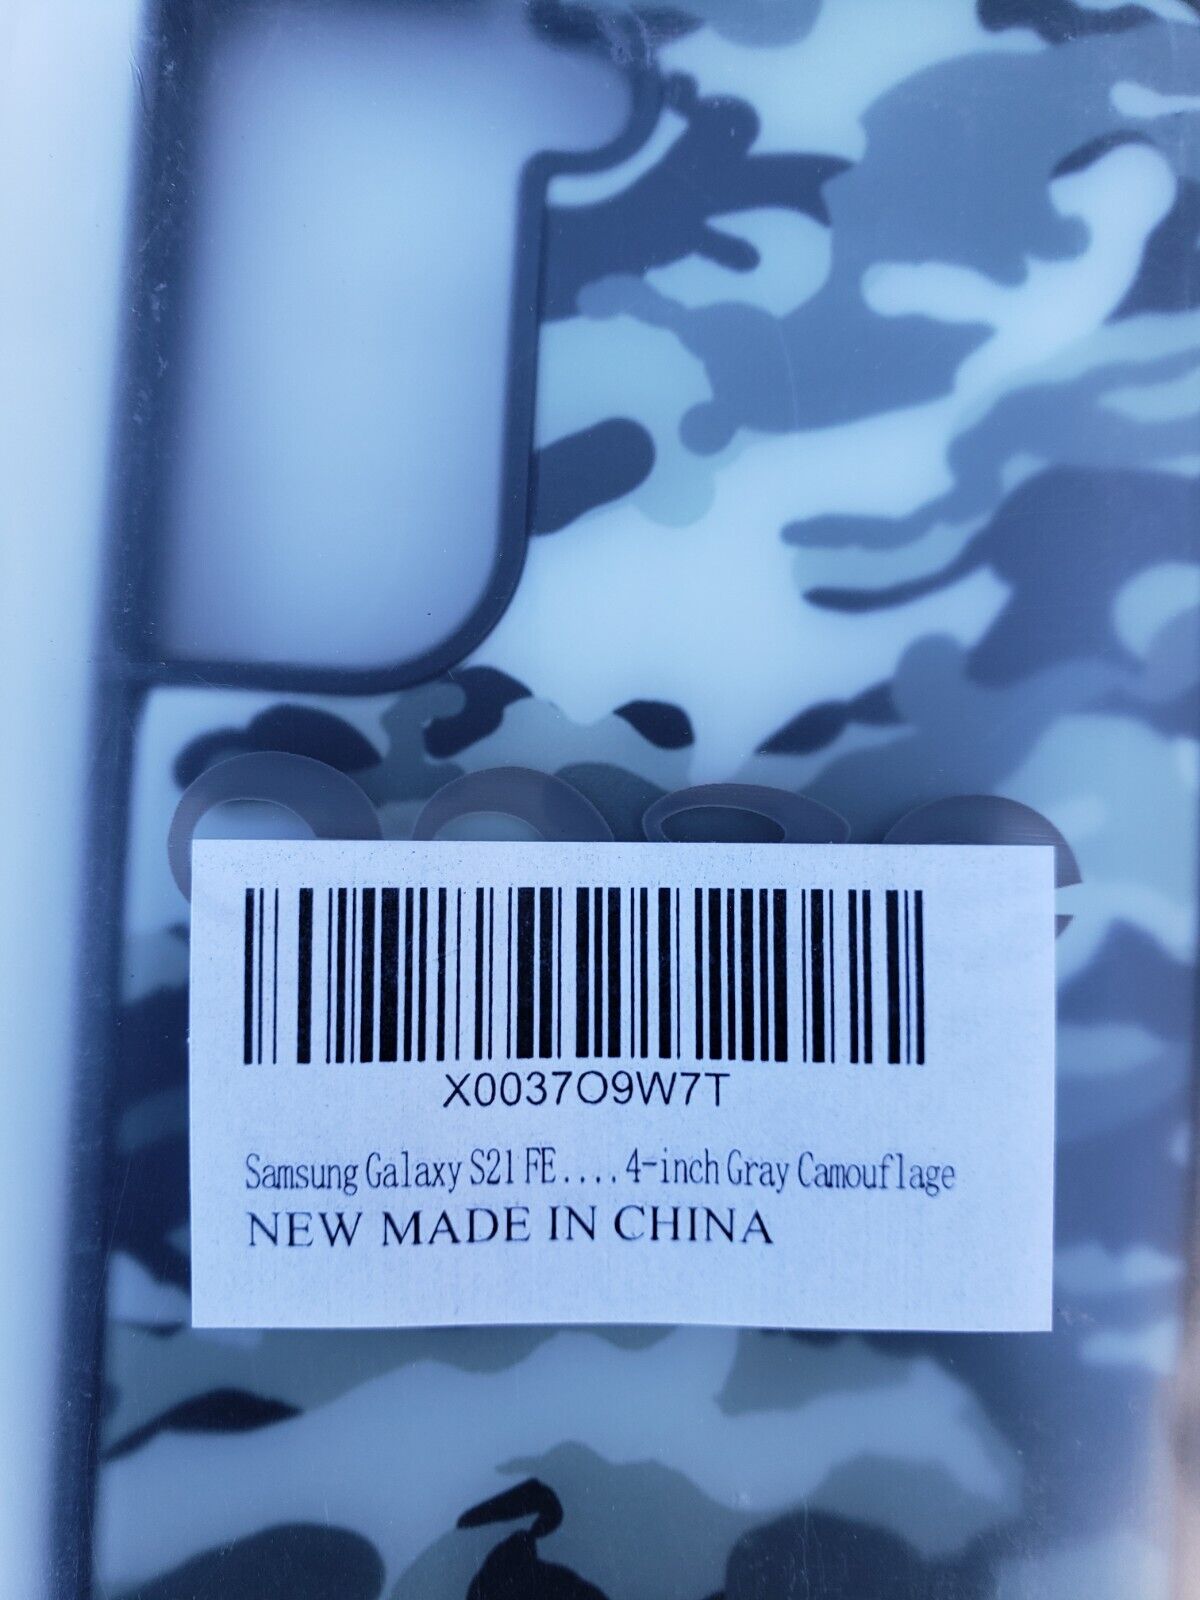 X0037O9W7T
Samsung Galaxy S21 FE....4-inch Gray Camouflage
NEW MADE IN CHINA